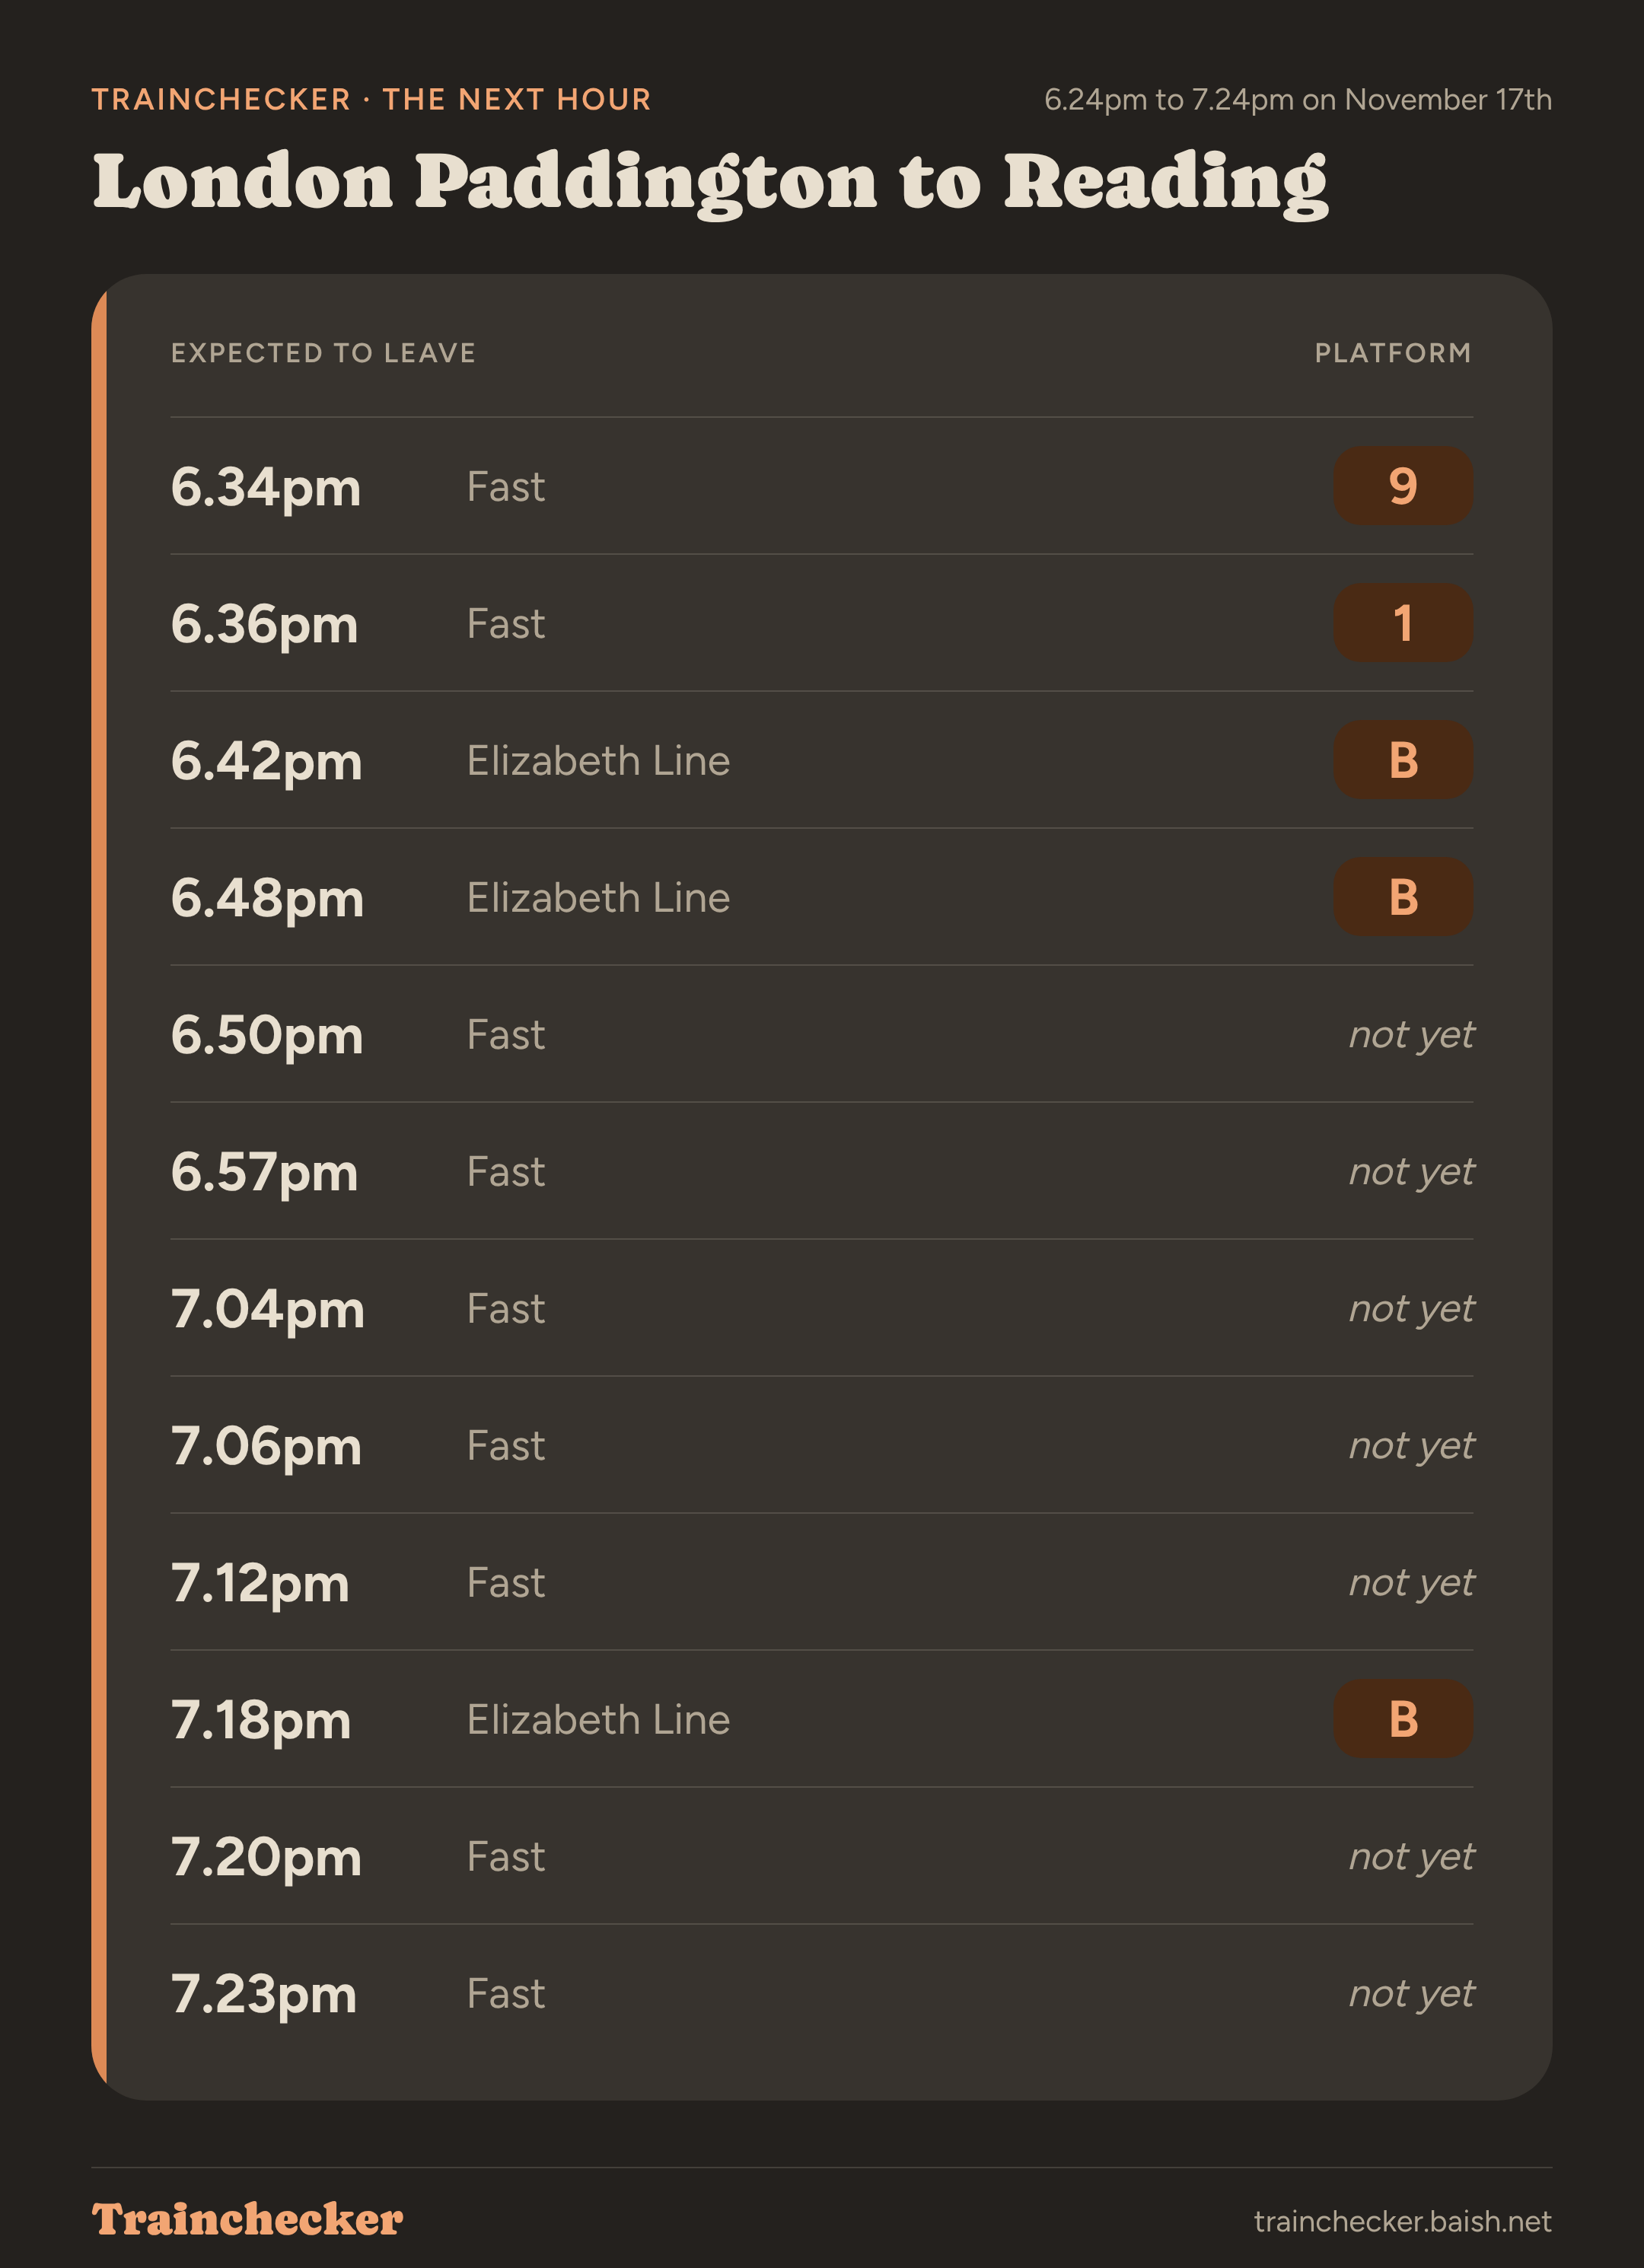 TRAINCHECKER · THE NEXT HOUR 6.24pm to 7.24pm on November 17th
London Paddington to Reading
EXPECTED TO LEAVE PLATFORM
6.34pm Fast 9
6.36pm Fast 1
6.42pm Elizabeth Line B
6.48pm Elizabeth Line B
6.50pm Fast not yet
6.57pm Fast not yet
7.04pm Fast not yet
7.06pm Fast not yet
7.12pm Fast not yet
7.18pm Elizabeth Line B
7.20pm Fast not yet
7.23pm Fast not yet
Trainchecker trainchecker.baish.net